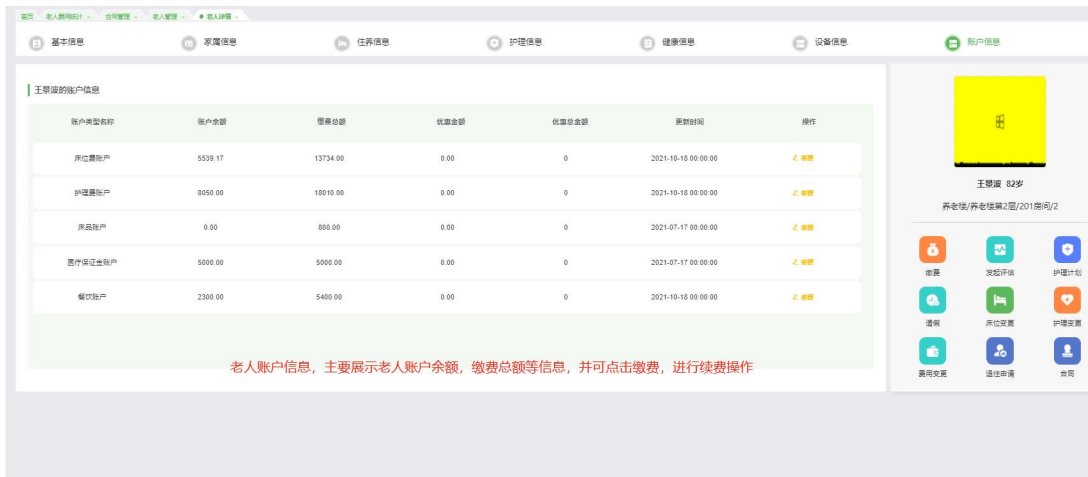 首页 老人费用统计 合同管理 老人管理 老人详情
基本信息 家属信息 住养信息 护理信息 健康信息 设备信息 账户信息
王景波的账户信息
账户类型名称 账户余额 缴费总额 优惠金额 优惠总金额 更新时间 操作
床位费账户 5539.17 13734.00 0.00 0 2021-10-18 00:00:00 缴费
护理费账户 8050.00 18010.00 0.00 0 2021-10-18 00:00:00 缴费
床品账户 0.00 800.00 0.00 0 2021-07-17 00:00:00 缴费
医疗保证金账户 5000.00 5000.00 0.00 0 2021-07-17 00:00:00 缴费
餐饮账户 2300.00 5400.00 0.00 0 2021-10-18 00:00:00 缴费
老人账户信息，主要展示老人账户余额，缴费总额等信息，并可点击缴费，进行续费操作
王景波 82岁
养老楼/养老楼第2层/201房间/2
缴费 发起评估 护理计划
请假 床位变更 护理变更
费用变更 退住申请 合同